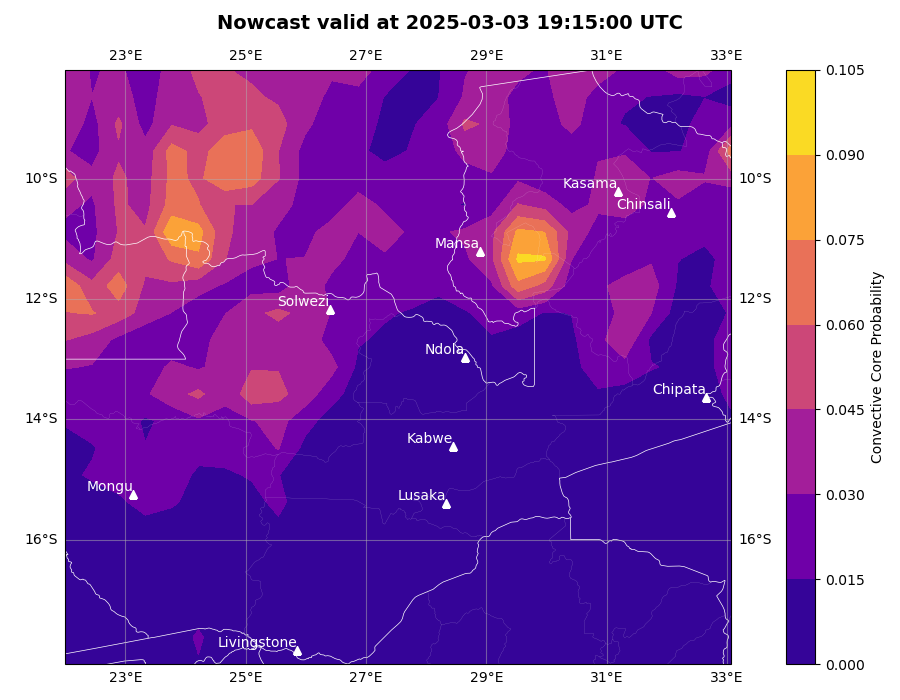 Nowcast valid at 2025-03-03 19:15:00 UTC
23°E 25°E 27°E 29°E 31°E 33°E
0.105
0.090
10°S 10°S
Kasama
Chinsali
0.075
Mansa
12°S 12°S
Solwezi
0.060
Ndola
Convective Core Probability
Chipata
0.045
14°S 14°S
Kabwe
Mongu
0.030
Lusaka
16°S 16°S
0.015
Livingstone
0.000
23°E 25°E 27°E 29°E 31°E 33°E